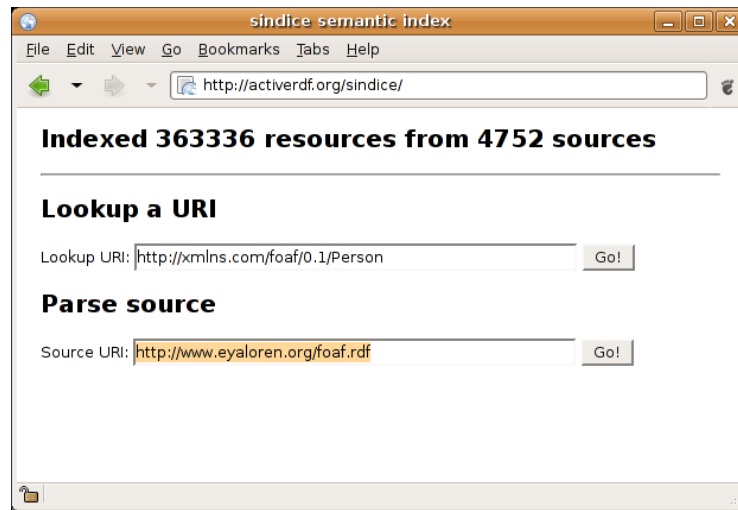 sindice semantic index
File Edit View Go Bookmarks Tabs Help
http://activerdf.org/sindice/
Indexed 363336 resources from 4752 sources
Lookup a URI
Lookup URI: http://xmlns.com/foaf/0.1/Person Go!
Parse source
Source URI: http://www.eyaloren.org/foaf.rdf Go!